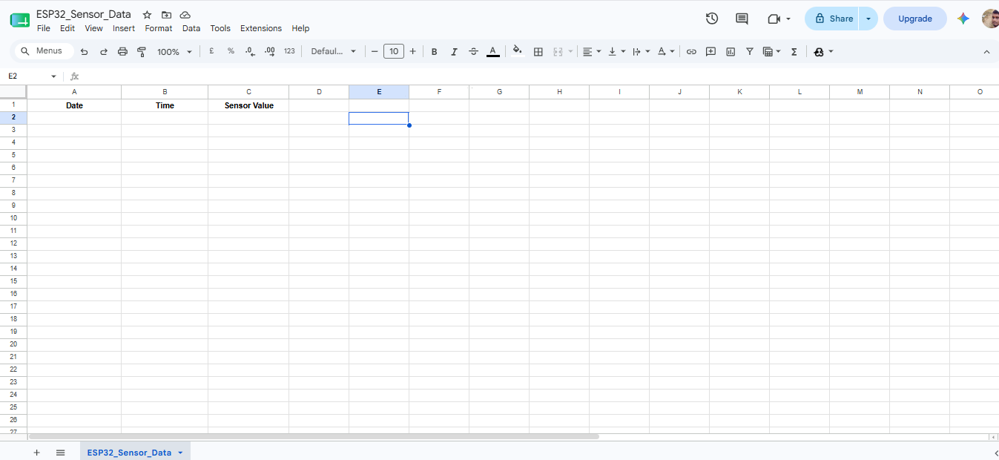 ESP32_Sensor_Data
File Edit View Insert Format Data Tools Extensions Help
Share
Upgrade
Menus 100% £ % .0 .00 123 Defaul... 10 B I A Σ
E2 fx
A B C D E F G H I J K L M N O
1 Date Time Sensor Value
2
3
4
5
6
7
8
9
10
11
12
13
14
15
16
17
18
19
20
21
22
23
24
25
26
27
ESP32_Sensor_Data